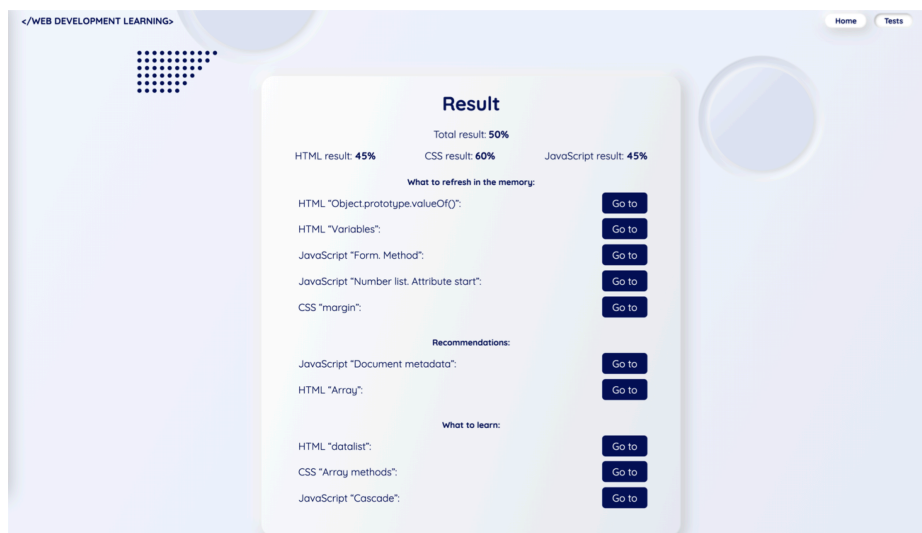 </WEB DEVELOPMENT LEARNING>
Home Tests
Result
Total result: 50%
HTML result: 45% CSS result: 60% JavaScript result: 45%
What to refresh in the memory:
HTML "Object.prototype.valueOf()": Go to
HTML "Variables": Go to
JavaScript "Form. Method": Go to
JavaScript "Number list. Attribute start": Go to
CSS "margin": Go to
Recommendations:
JavaScript "Document metadata": Go to
HTML "Array": Go to
What to learn:
HTML "datalist": Go to
CSS "Array methods": Go to
JavaScript "Cascade": Go to